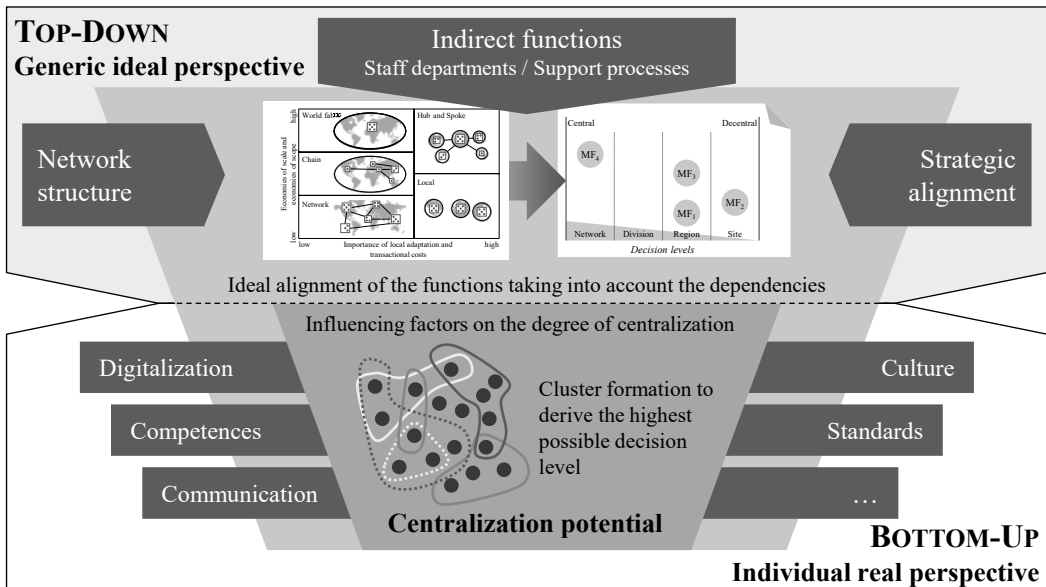 TOP-DOWN
Generic ideal perspective
Indirect functions
Staff departments / Support processes
Network
structure
Strategic
alignment
Economies of scale and
economies of scope
high
low
World
Hub and Spoke
Chain
Local
Network
low
Importance of local adaptation and
transactional costs
high
Central
Decentral
MF4
MF3
MF2
MF1
Network
Division
Region
Site
Decision levels
Ideal alignment of the functions taking into account the dependencies
Influencing factors on the degree of centralization
Digitalization
Competences
Communication
Culture
Standards
…
Cluster formation to
derive the highest
possible decision
level
Centralization potential
BOTTOM-UP
Individual real perspective